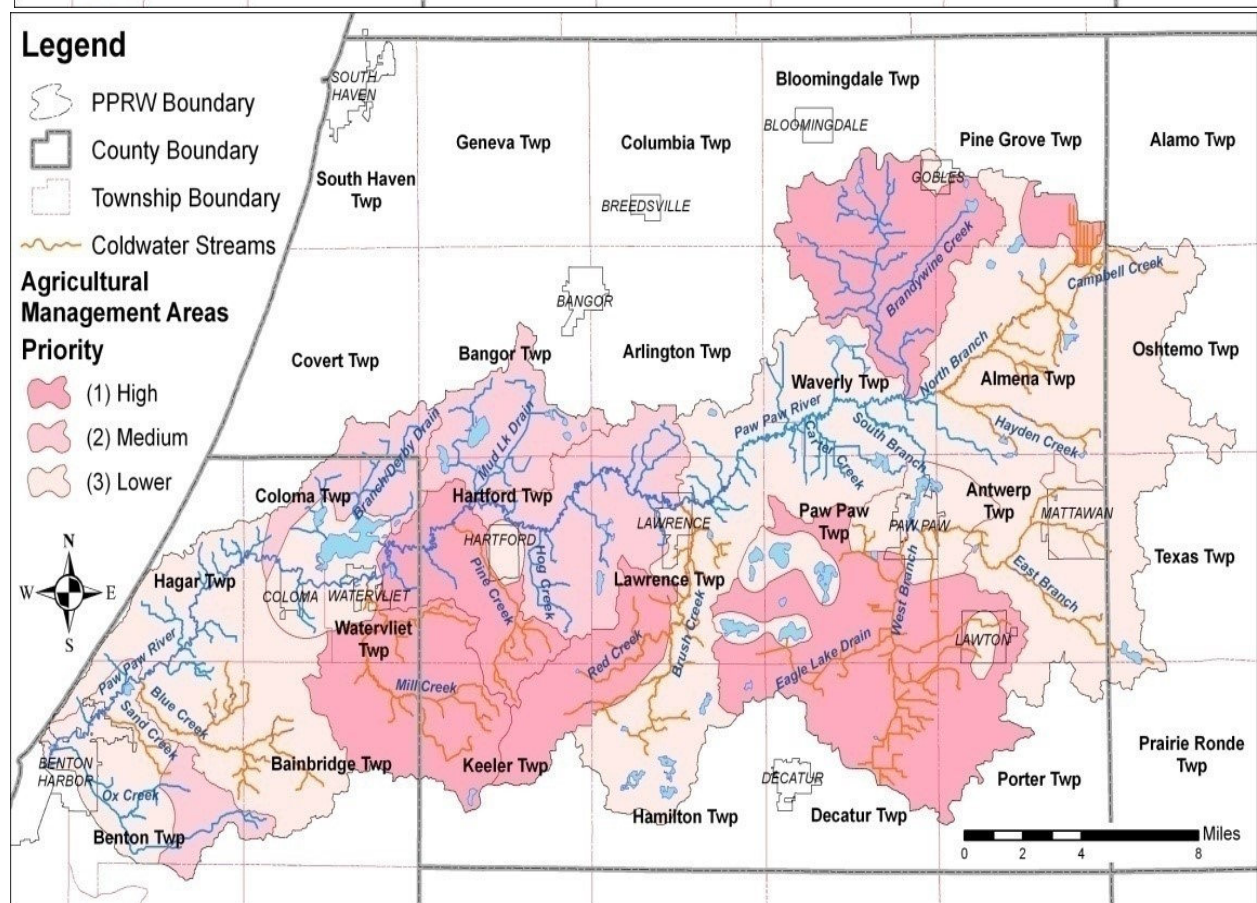 Legend
PPRW Boundary
County Boundary
Township Boundary
Coldwater Streams
Agricultural
Management Areas
Priority
(1) High
(2) Medium
(3) Lower
N
W
E
S
SOUTH
HAVEN
South Haven
Twp
Geneva Twp
Columbia Twp
BREEDSVILLE
Bloomingdale Twp
BLOOMINGDALE
Pine Grove Twp
GOBLES
Alamo Twp
BANGOR
Covert Twp
Bangor Twp
Arlington Twp
Waverly Twp
Brandywine Creek
Campbell Creek
North Branch
Almena Twp
Oshtemo Twp
Paw Paw River
Carter Creek
South Branch
Hayden Creek
Coloma Twp
Branch/Derby Drain
Mud Lk Drain
Hartford Twp
HARTFORD
Hog Creek
Pine Creek
LAWRENCE
Lawrence Twp
Paw Paw
Twp
PAW PAW
Antwerp
Twp
MATTAWAN
Texas Twp
East Branch
West Branch
LAWTON
Hagar Twp
COLOMA
WATERVLIET
Watervliet
Twp
Red Creek
Brush Creek
Eagle Lake Drain
Paw Paw River
Blue Creek
Sand Creek
Mill Creek
BENTON
HARBOR
Ox Creek
Benton Twp
Bainbridge Twp
Keeler Twp
Hamilton Twp
DECATUR
Decatur Twp
Porter Twp
Prairie Ronde
Twp
Miles
0 2 4 8